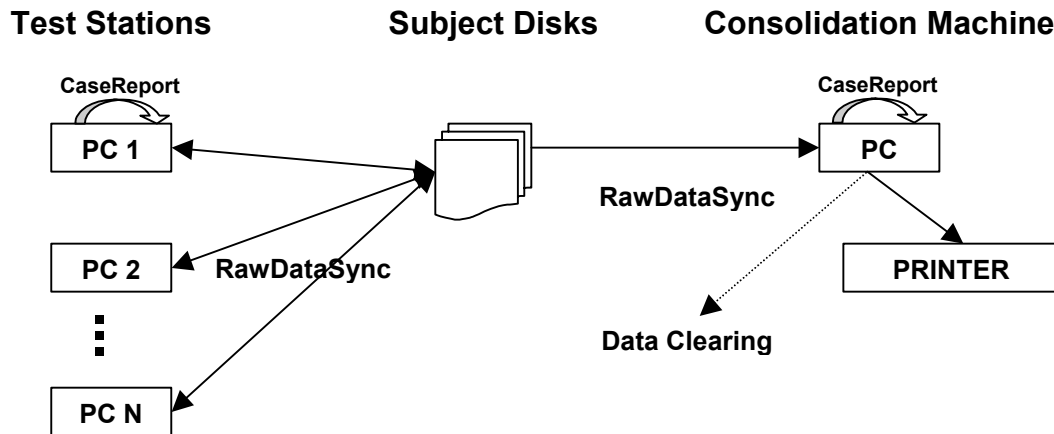 Test Stations
Subject Disks
Consolidation Machine
CaseReport
CaseReport
PC 1
PC
RawDataSync
PC 2
RawDataSync
PRINTER
Data Clearing
PC N